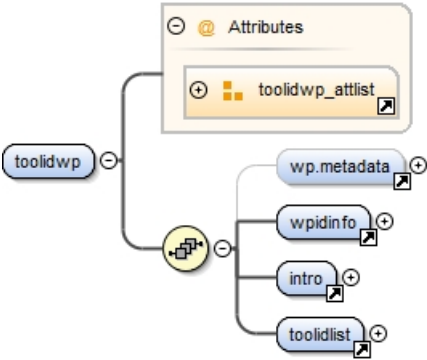 @ Attributes
toolidwp_attlist
toolidwp
wp.metadata
wpidinfo
intro
toolidlist